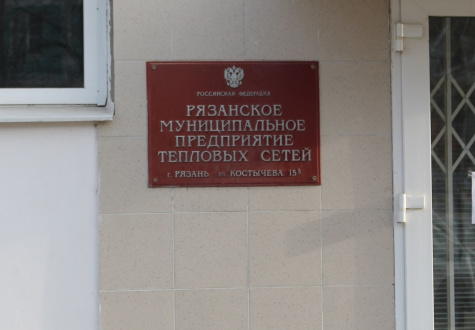 РОССИЙСКАЯ ФЕДЕРАЦИЯ
РЯЗАНСКОЕ
МУНИЦИПАЛЬНОЕ
ПРЕДПРИЯТИЕ
ТЕПЛОВЫХ СЕТЕЙ
г. РЯЗАНЬ ул. КОСТЫЧЕВА 15